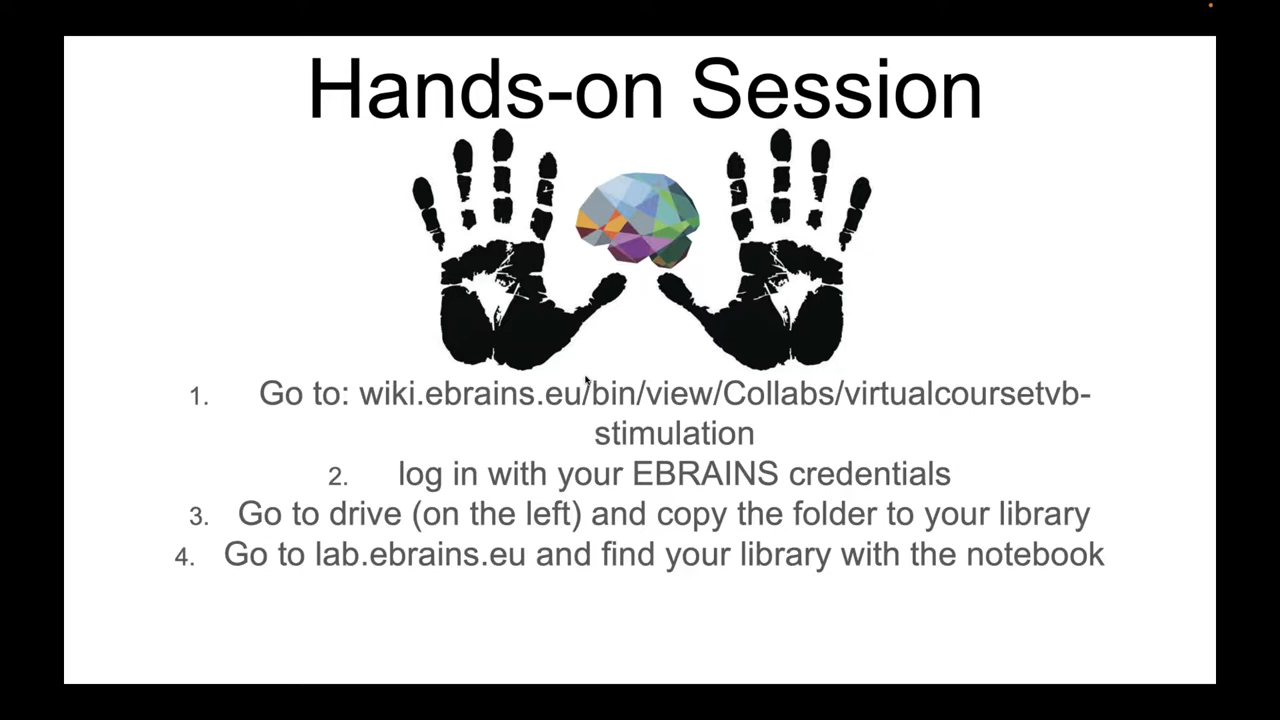 Hands-on Session
1. Go to: wiki.ebrains.eu/bin/view/Collabs/virtualcoursetvb-
stimulation
2. log in with your EBRAINS credentials
3. Go to drive (on the left) and copy the folder to your library
4. Go to lab.ebrains.eu and find your library with the notebook